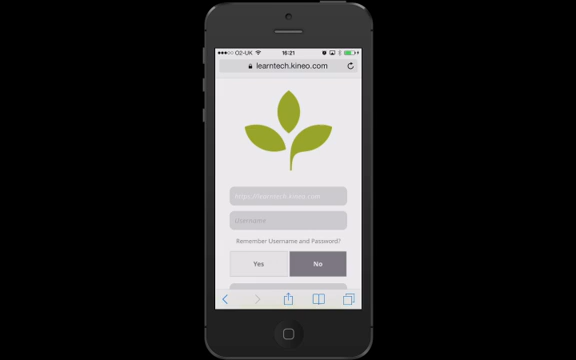 O2-UK 16:21
learntech.kineo.com
https://learntech.kineo.com
username
Remember Username and Password?
Yes No